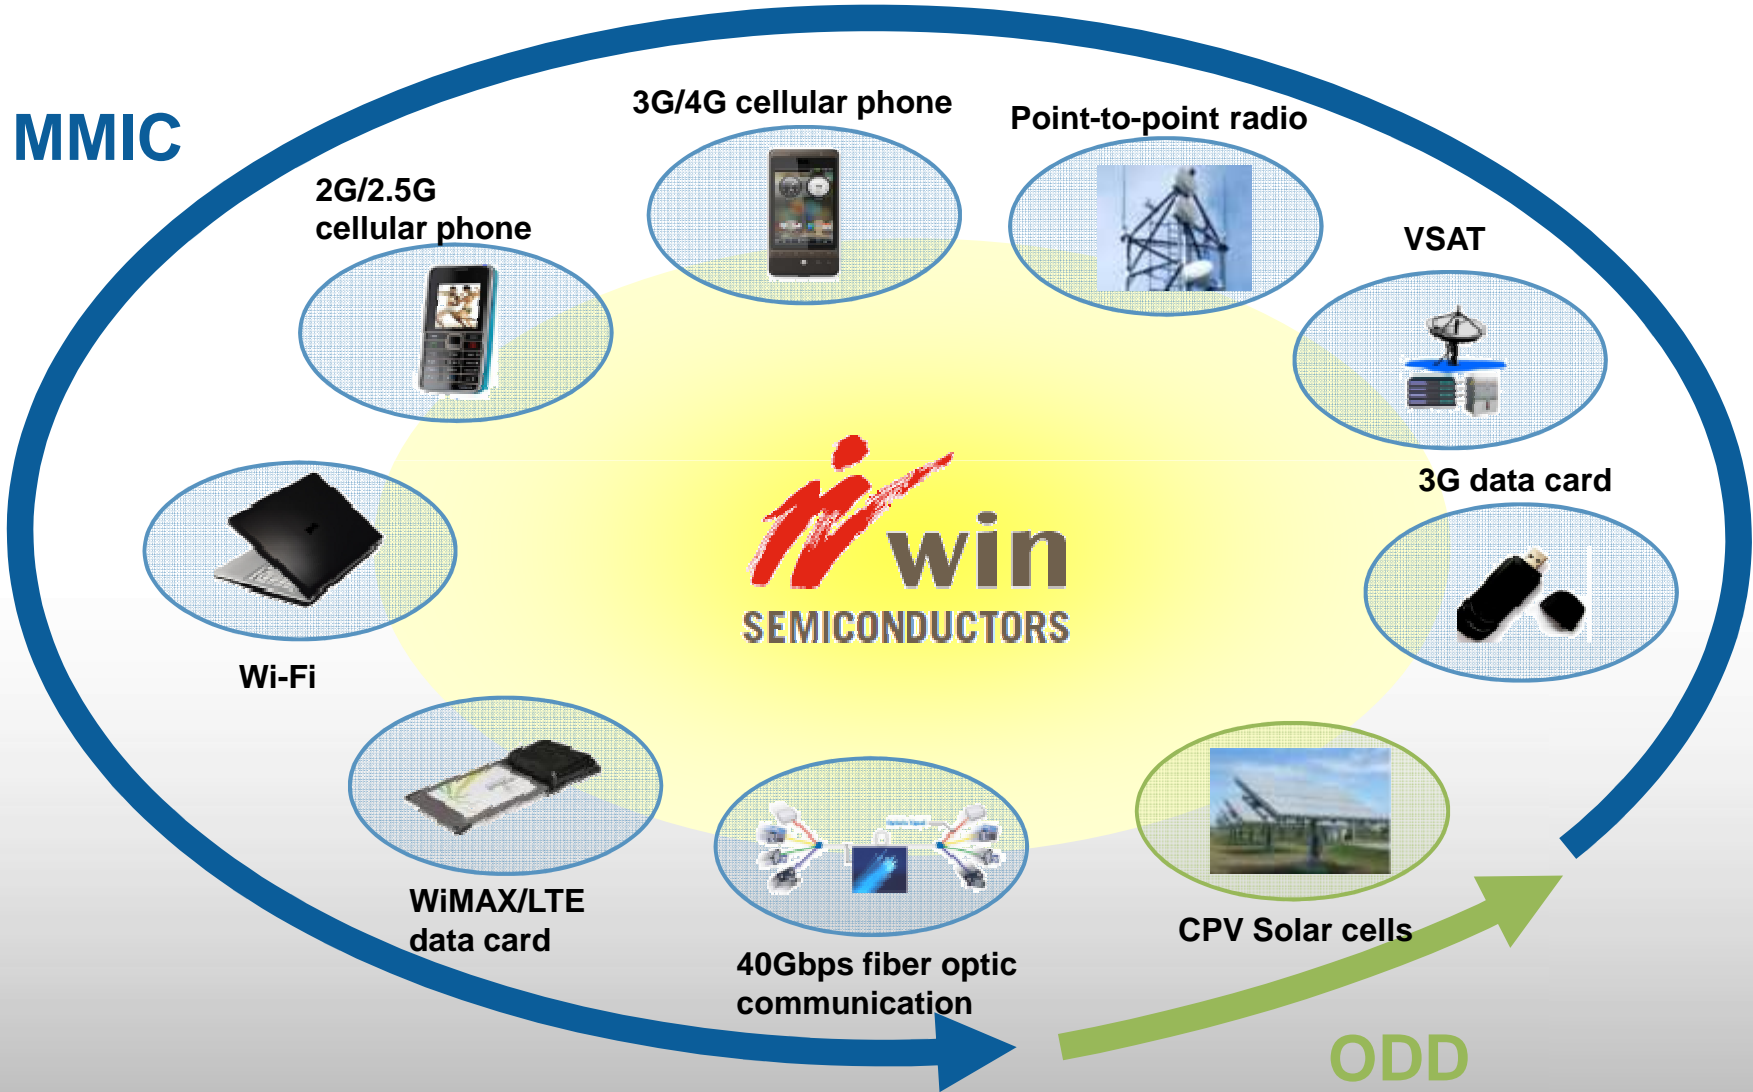 MMIC
3G/4G cellular phone
Point-to-point radio
2G/2.5G
cellular phone
VSAT
3G data card
win
SEMICONDUCTORS
Wi-Fi
WiMAX/LTE
data card
CPV Solar cells
40Gbps fiber optic
communication
ODD